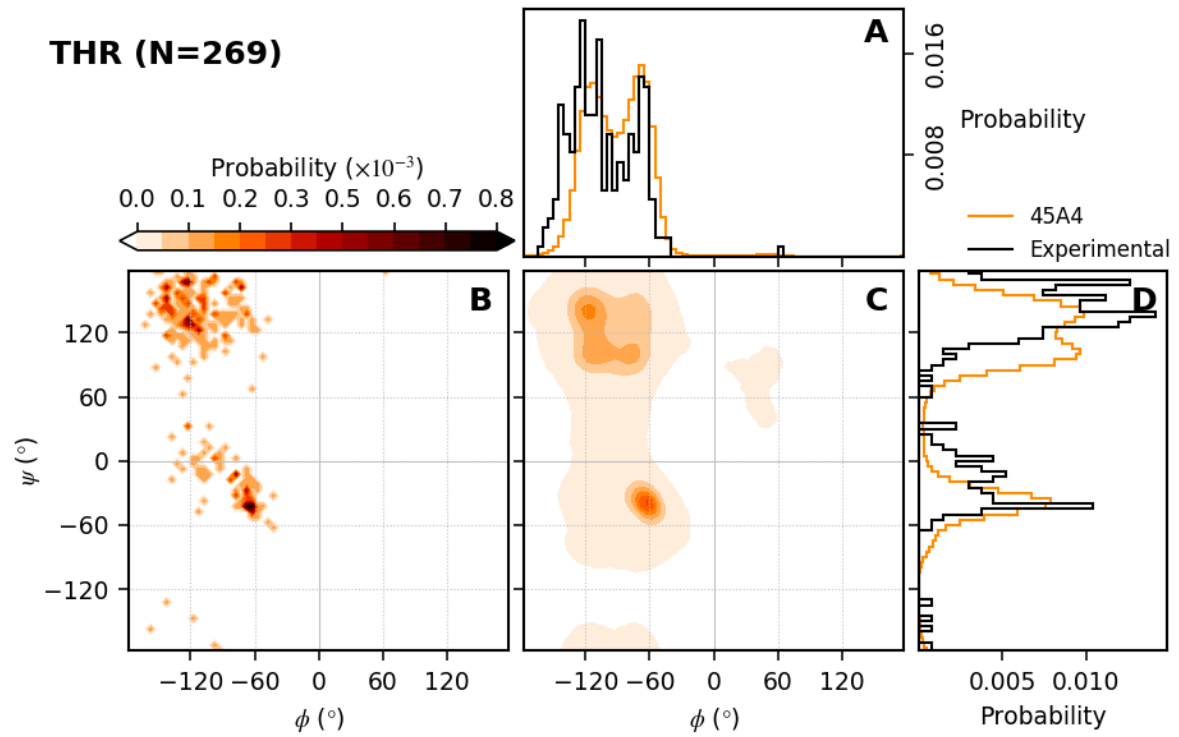 THR (N=269)
A
0.016
0.008
Probability
Probability (×10⁻³)
0.0 0.1 0.2 0.3 0.5 0.6 0.7 0.8
45A4
Experimental
B
C
D
120
60
0
−60
−120
ψ (°)
−120 −60 0 60 120
−120 −60 0 60 120
0.005 0.010
ϕ (°)
ϕ (°)
Probability